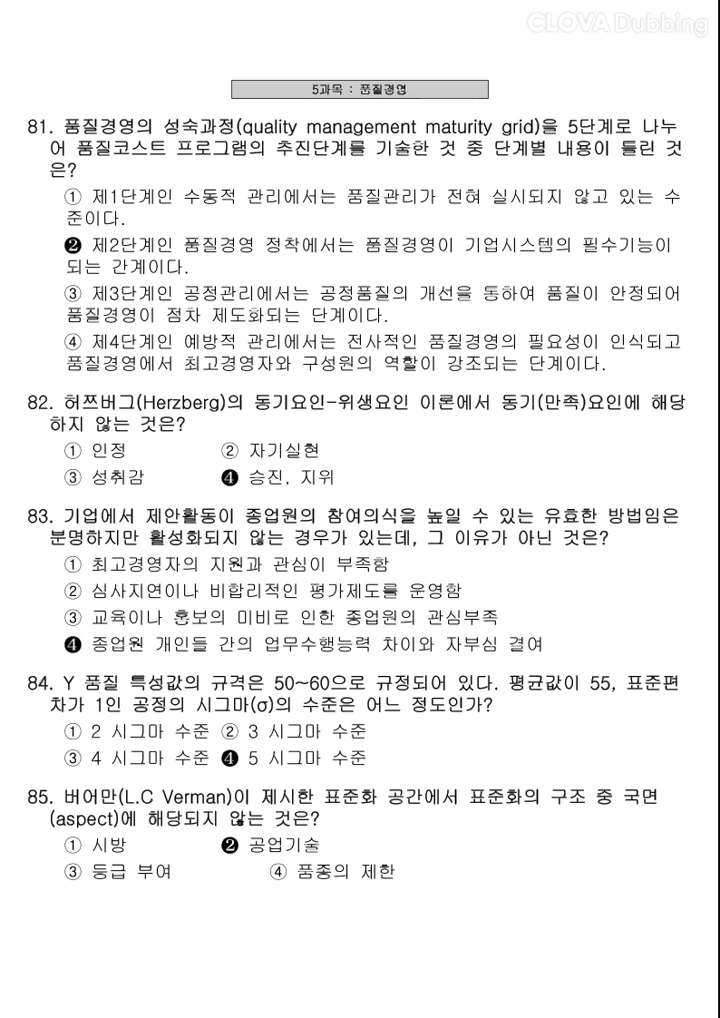 CLOVA Dubbing
5과목 : 품질경영
81. 품질경영의 성숙과정(quality management maturity grid)을 5단계로 나누
어 품질코스트 프로그램의 추진단계를 기술한 것 중 단계별 내용이 틀린 것
은?
① 제1단계인 수동적 관리에서는 품질관리가 전혀 실시되지 않고 있는 수
준이다.
❷ 제2단계인 품질경영 정착에서는 품질경영이 기업시스템의 필수기능이
되는 간계이다.
③ 제3단계인 공정관리에서는 공정품질의 개선을 통하여 품질이 안정되어
품질경영이 점차 제도화되는 단계이다.
④ 제4단계인 예방적 관리에서는 전사적인 품질경영의 필요성이 인식되고
품질경영에서 최고경영자와 구성원의 역할이 강조되는 단계이다.
82. 허쯔버그(Herzberg)의 동기요인-위생요인 이론에서 동기(만족)요인에 해당
하지 않는 것은?
① 인정 ② 자기실현
③ 성취감 ❹ 승진, 지위
83. 기업에서 제안활동이 종업원의 참여의식을 높일 수 있는 유효한 방법임은
분명하지만 활성화되지 않는 경우가 있는데, 그 이유가 아닌 것은?
① 최고경영자의 지원과 관심이 부족함
② 심사지연이나 비합리적인 평가제도를 운영함
③ 교육이나 홍보의 미비로 인한 종업원의 관심부족
❹ 종업원 개인들 간의 업무수행능력 차이와 자부심 결여
84. Y 품질 특성값의 규격은 50~60으로 규정되어 있다. 평균값이 55, 표준편
차가 1인 공정의 시그마(σ)의 수준은 어느 정도인가?
① 2 시그마 수준 ② 3 시그마 수준
③ 4 시그마 수준 ❹ 5 시그마 수준
85. 버어만(L.C Verman)이 제시한 표준화 공간에서 표준화의 구조 중 국면
(aspect)에 해당되지 않는 것은?
① 시방 ❷ 공업기술
③ 등급 부여 ④ 품종의 제한